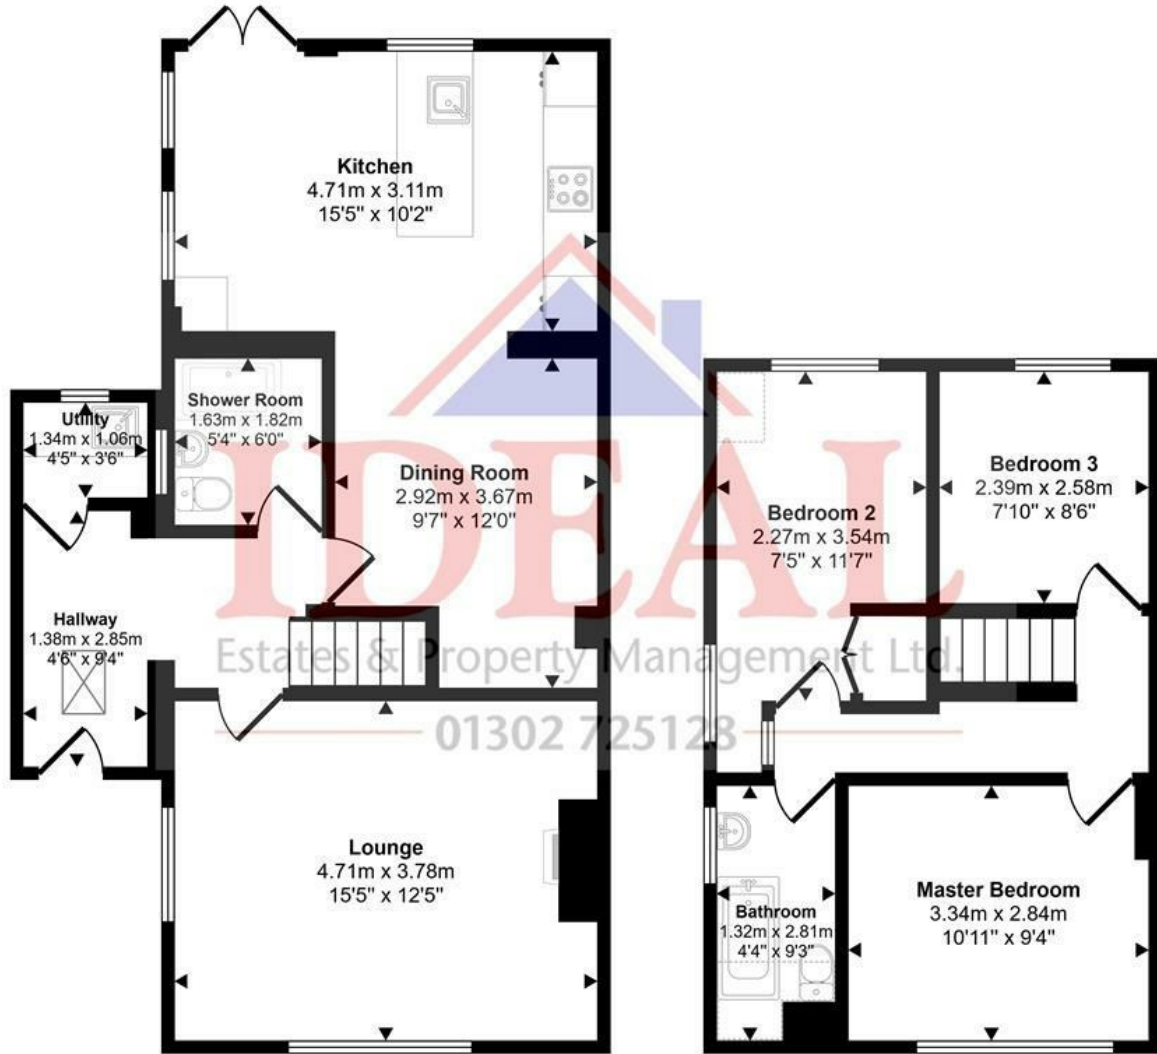 Kitchen
4.71m x 3.11m
15'5" x 10'2"
Utility
1.34m x 1.06m
4'5" x 3'6"
Shower Room
1.63m x 1.82m
5'4" x 6'0"
Dining Room
2.92m x 3.67m
9'7" x 12'0"
Hallway
1.38m x 2.85m
4'6" x 9'4"
Lounge
4.71m x 3.78m
15'5" x 12'5"
Bedroom 2
2.27m x 3.54m
7'5" x 11'7"
Bedroom 3
2.39m x 2.58m
7'10" x 8'6"
Bathroom
1.32m x 2.81m
4'4" x 9'3"
Master Bedroom
3.34m x 2.84m
10'11" x 9'4"
IDEAL
Estates & Property Management Ltd.
01302 725128